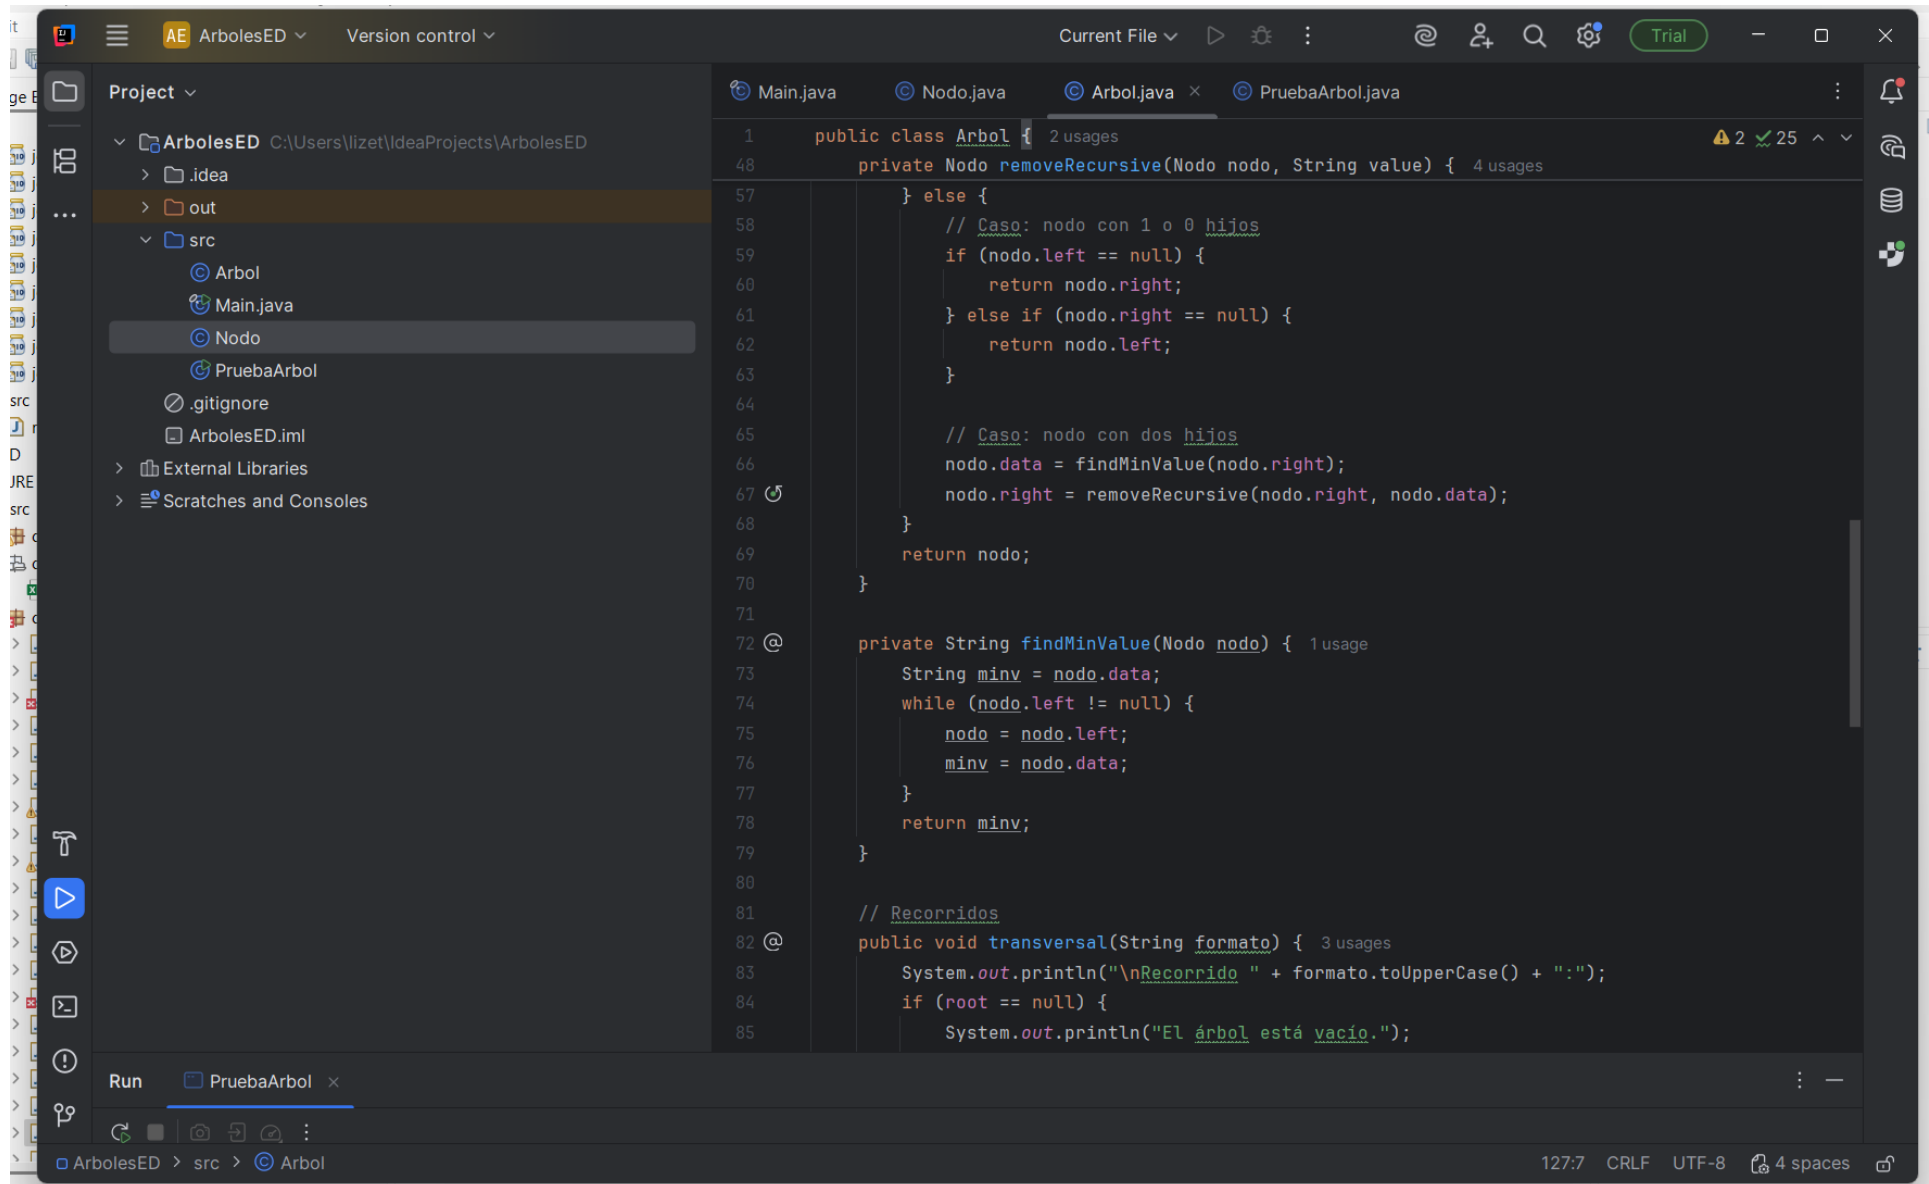 AE ArbolesED Version control Current File Trial
Project
Main.java Nodo.java Arbol.java PruebaArbol.java
ArbolesED C:\Users\lizet\IdeaProjects\ArbolesED
.idea
out
src
Arbol
Main.java
Nodo
PruebaArbol
.gitignore
ArbolesED.iml
External Libraries
Scratches and Consoles
2 25
1 public class Arbol { 2 usages
48 private Nodo removeRecursive(Nodo nodo, String value) { 4 usages
57 } else {
58 // Caso: nodo con 1 o 0 hijos
59 if (nodo.left == null) {
60 return nodo.right;
61 } else if (nodo.right == null) {
62 return nodo.left;
63 }
64
65 // Caso: nodo con dos hijos
66 nodo.data = findMinValue(nodo.right);
67 nodo.right = removeRecursive(nodo.right, nodo.data);
68 }
69 return nodo;
70 }
71
72 private String findMinValue(Nodo nodo) { 1 usage
73 String minv = nodo.data;
74 while (nodo.left != null) {
75 nodo = nodo.left;
76 minv = nodo.data;
77 }
78 return minv;
79 }
80
81 // Recorridos
82 public void transversal(String formato) { 3 usages
83 System.out.println("\nRecorrido " + formato.toUpperCase() + ":");
84 if (root == null) {
85 System.out.println("El árbol está vacío.");
Run PruebaArbol
ArbolesED > src > Arbol 127:7 CRLF UTF-8 4 spaces
src
src